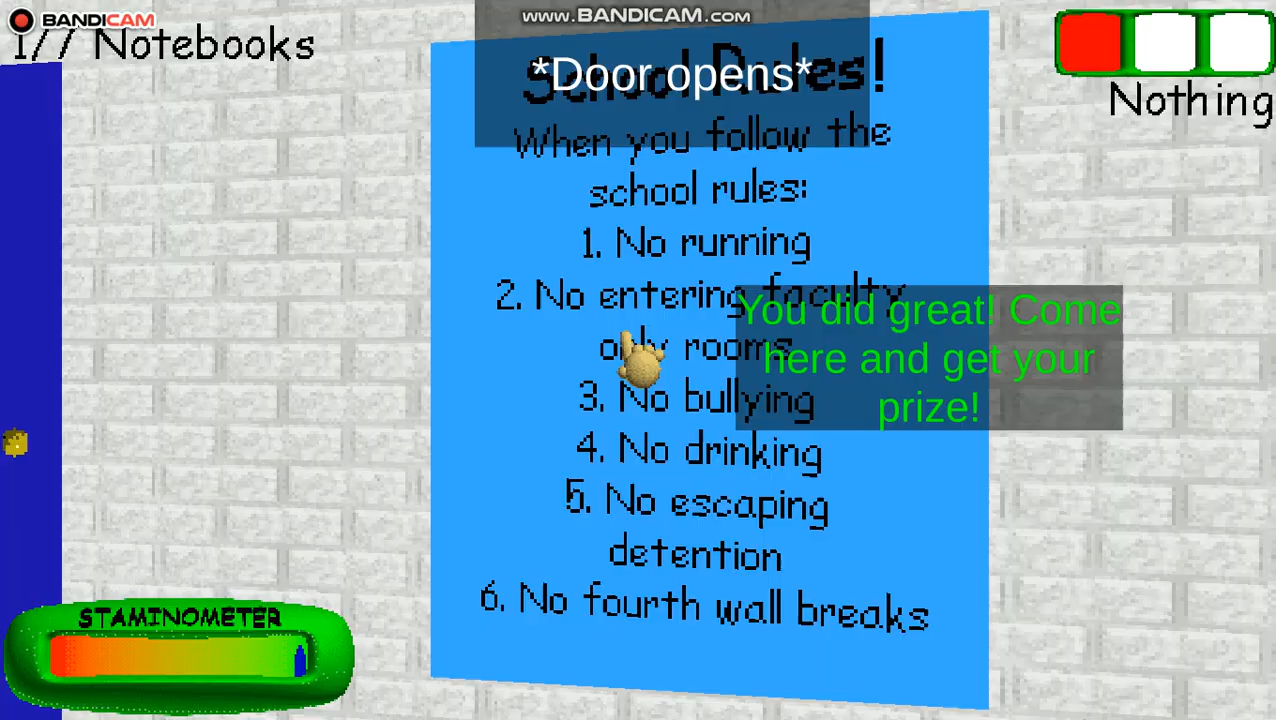 BANDICAM
www.BANDICAM.com
1/7 Notebooks
*Door opens*
Nothing
School Rules!
When you follow the
school rules:
1. No running
2. No entering faculty
only rooms
3. No bullying
4. No drinking
5. No escaping
detention
6. No fourth wall breaks
You did great! Come
here and get your
prize!
STAMINOMETER